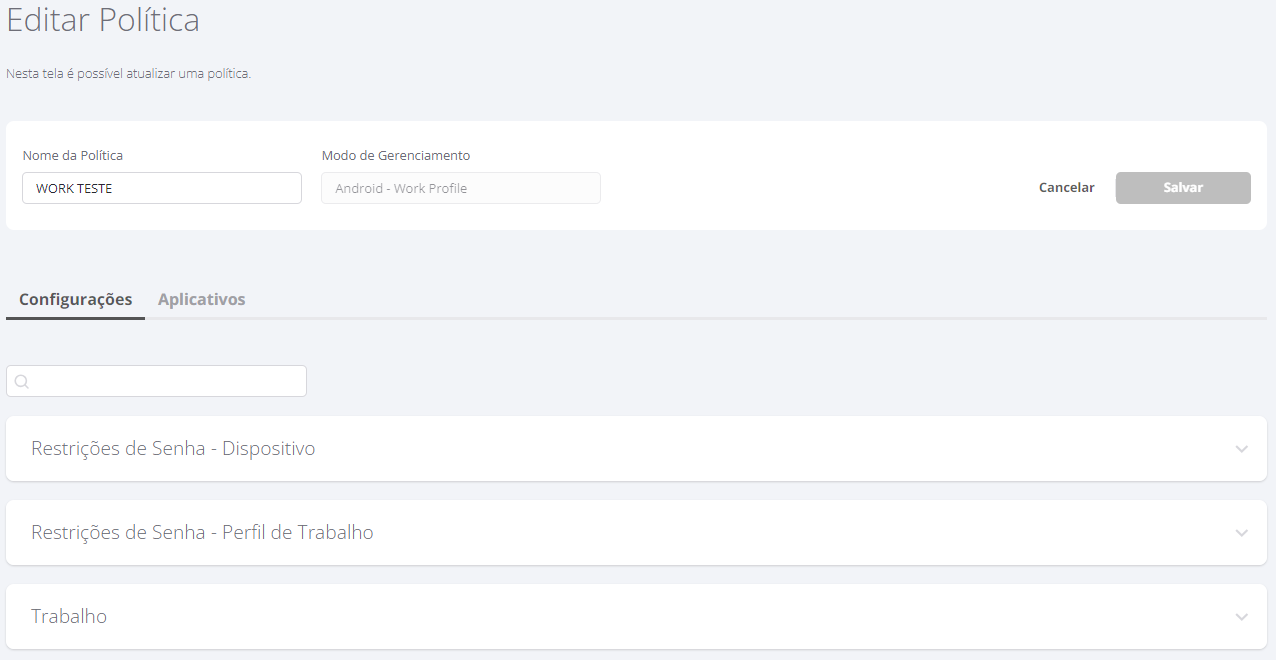 Editar Política
Nesta tela é possível atualizar uma política.
Nome da Política
Modo de Gerenciamento
WORK TESTE
Android - Work Profile
Cancelar
Salvar
Configurações
Aplicativos
Restrições de Senha - Dispositivo
Restrições de Senha - Perfil de Trabalho
Trabalho